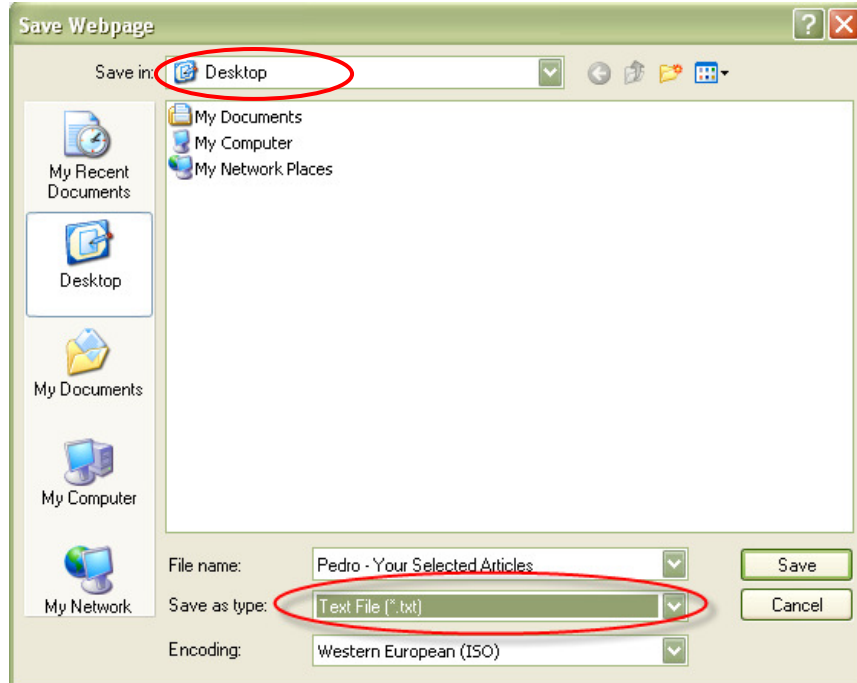 Save Webpage
Save in: Desktop
My Documents
My Computer
My Network Places
My Recent
Documents
Desktop
My Documents
My Computer
My Network
File name: Pedro - Your Selected Articles Save
Save as type: Text File (*.txt) Cancel
Encoding: Western European (ISO)